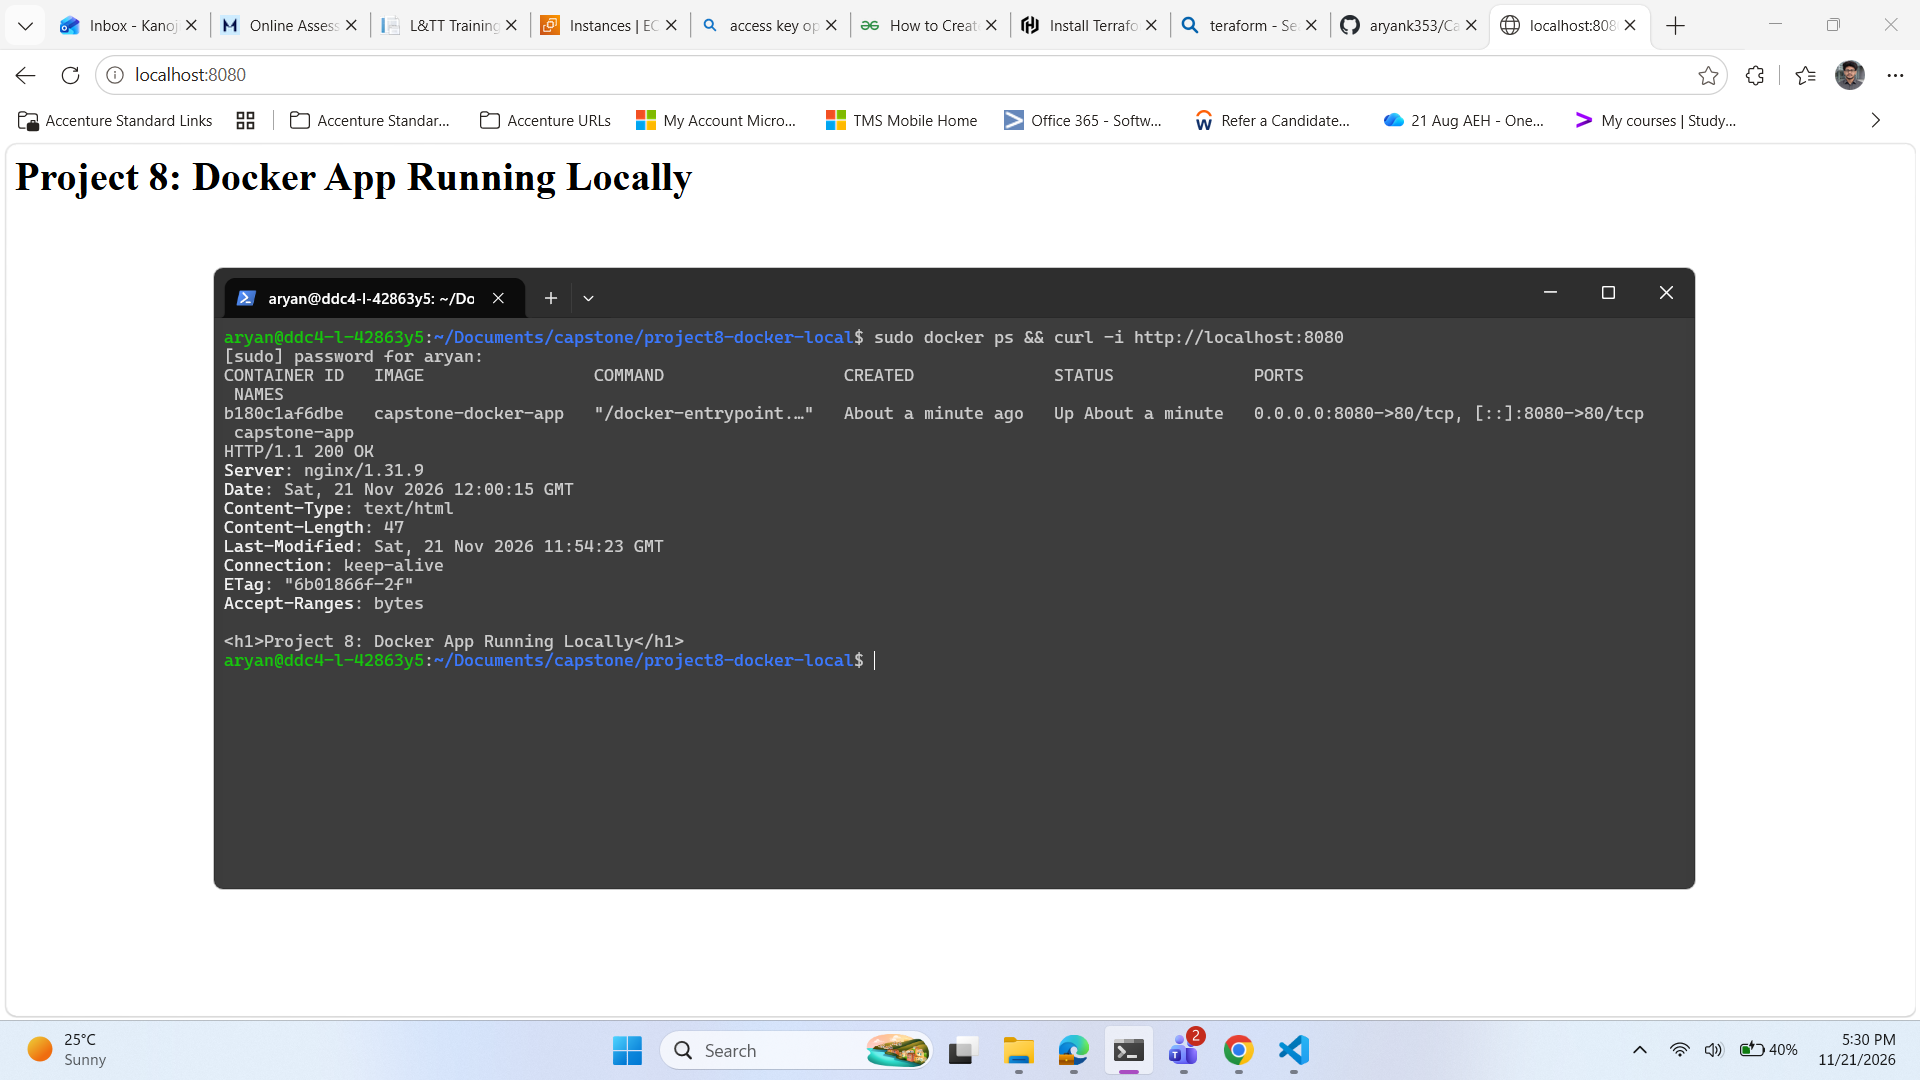 Inbox - Kanoj
Online Assess
L&TT Training
Instances | EC
access key op
How to Creat
Install Terrafo
teraform - Se
aryank353/Ca
localhost:808
localhost:8080
Accenture Standard Links
Accenture Standar...
Accenture URLs
My Account Micro...
TMS Mobile Home
Office 365 - Softw...
Refer a Candidate...
21 Aug AEH - One...
My courses | Study...
Project 8: Docker App Running Locally
aryan@ddc4-l-42863y5: ~/Do
aryan@ddc4-l-42863y5:~/Documents/capstone/project8-docker-local$ sudo docker ps && curl -i http://localhost:8080
[sudo] password for aryan:
CONTAINER ID   IMAGE                 COMMAND                  CREATED              STATUS              PORTS
NAMES
b180c1af6dbe   capstone-docker-app   "/docker-entrypoint.…"   About a minute ago   Up About a minute   0.0.0.0:8080->80/tcp, [::]:8080->80/tcp
capstone-app
HTTP/1.1 200 OK
Server: nginx/1.31.9
Date: Sat, 21 Nov 2026 12:00:15 GMT
Content-Type: text/html
Content-Length: 47
Last-Modified: Sat, 21 Nov 2026 11:54:23 GMT
Connection: keep-alive
ETag: "6b01866f-2f"
Accept-Ranges: bytes
<h1>Project 8: Docker App Running Locally</h1>
aryan@ddc4-l-42863y5:~/Documents/capstone/project8-docker-local$
25°C
Sunny
Search
2
40%
5:30 PM
11/21/2026